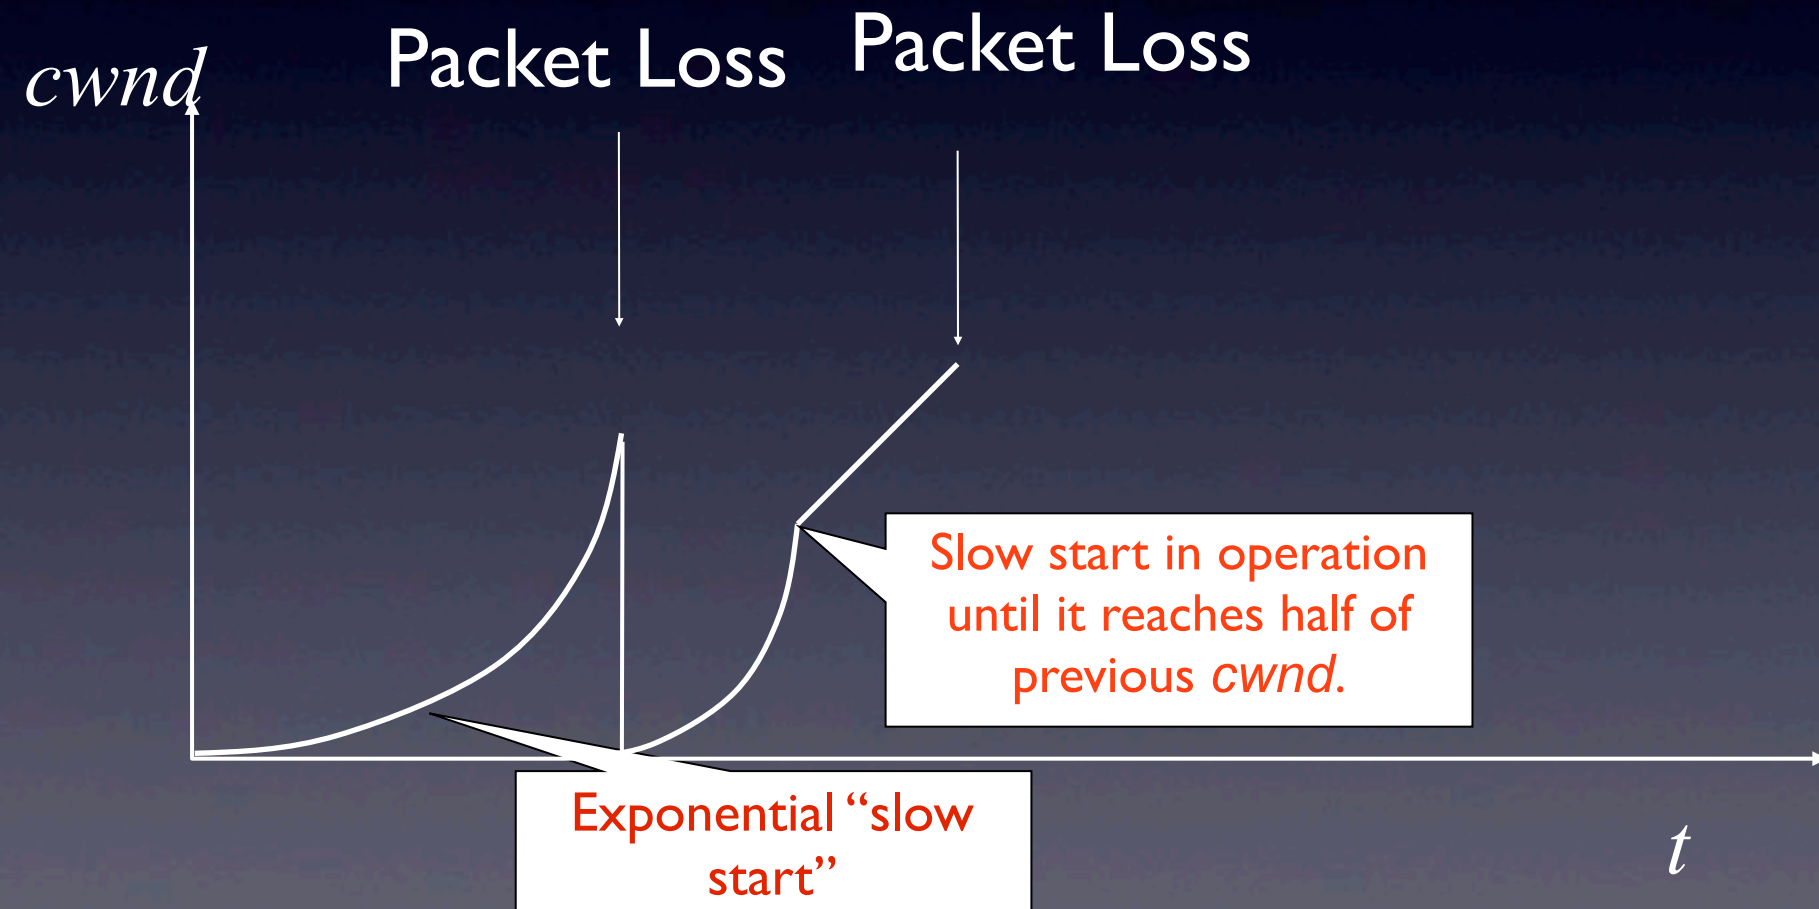 cwnd
Packet Loss
Packet Loss
Slow start in operation
until it reaches half of
previous cwnd.
Exponential “slow
start”
t